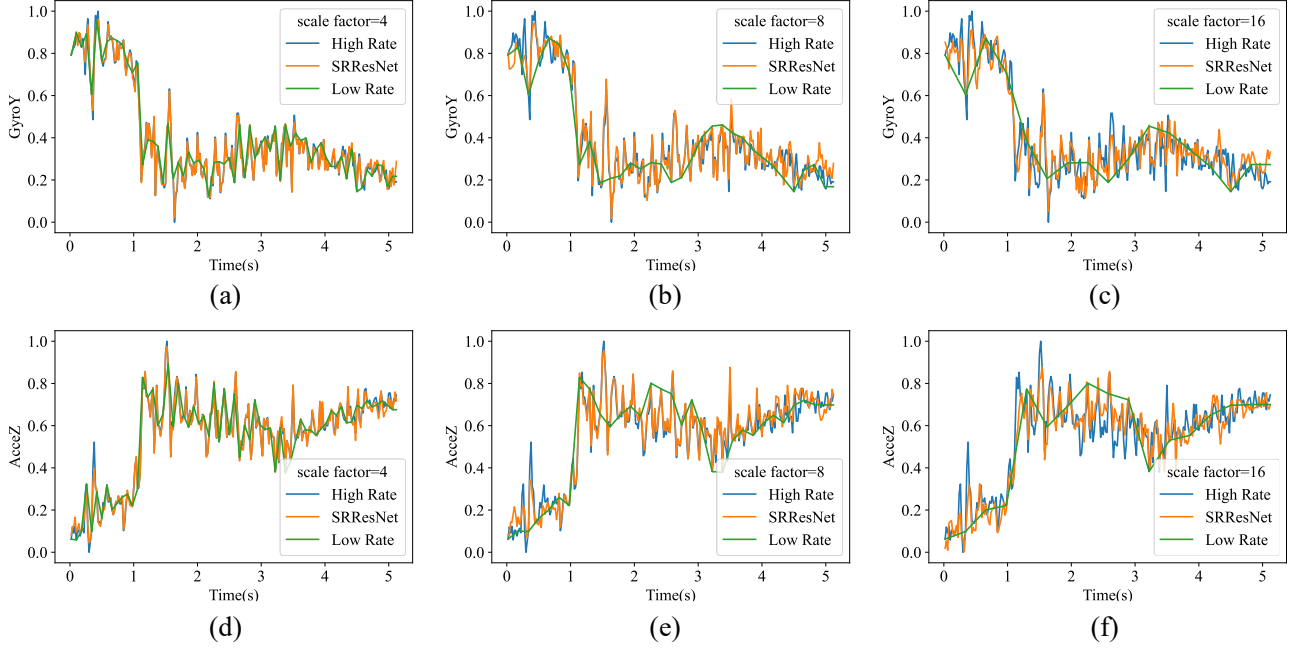 scale factor=4
High Rate
SRResNet
Low Rate
GyroY
1.0
0.8
0.6
0.4
0.2
0.0
0 1 2 3 4 5
Time(s)
(a)
scale factor=8
High Rate
SRResNet
Low Rate
GyroY
1.0
0.8
0.6
0.4
0.2
0.0
0 1 2 3 4 5
Time(s)
(b)
scale factor=16
High Rate
SRResNet
Low Rate
GyroY
1.0
0.8
0.6
0.4
0.2
0.0
0 1 2 3 4 5
Time(s)
(c)
AcceZ
1.0
0.8
0.6
0.4
0.2
0.0
scale factor=4
High Rate
SRResNet
Low Rate
0 1 2 3 4 5
Time(s)
(d)
AcceZ
1.0
0.8
0.6
0.4
0.2
0.0
scale factor=8
High Rate
SRResNet
Low Rate
0 1 2 3 4 5
Time(s)
(e)
AcceZ
1.0
0.8
0.6
0.4
0.2
0.0
scale factor=16
High Rate
SRResNet
Low Rate
0 1 2 3 4 5
Time(s)
(f)